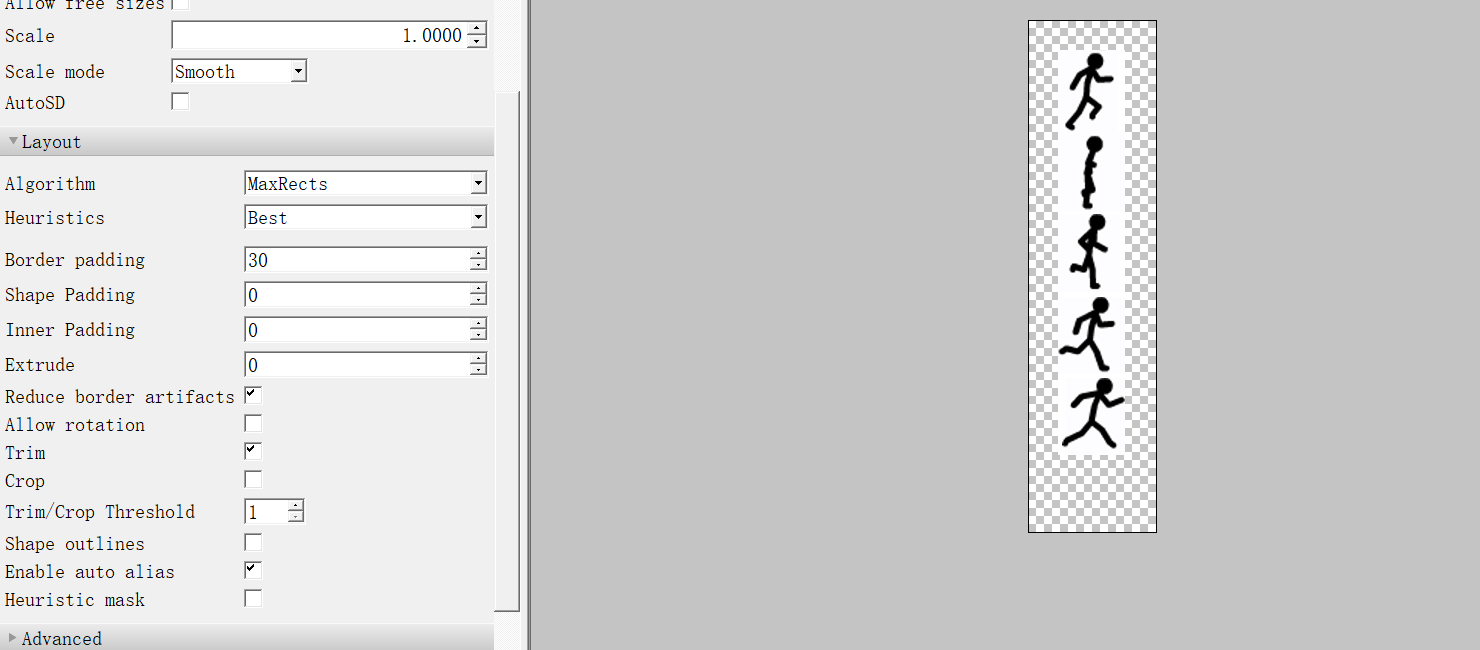 Allow free sizes
Scale 1.0000
Scale mode Smooth
AutoSD
Layout
Algorithm MaxRects
Heuristics Best
Border padding 30
Shape Padding 0
Inner Padding 0
Extrude 0
Reduce border artifacts
Allow rotation
Trim
Crop
Trim/Crop Threshold 1
Shape outlines
Enable auto alias
Heuristic mask
Advanced